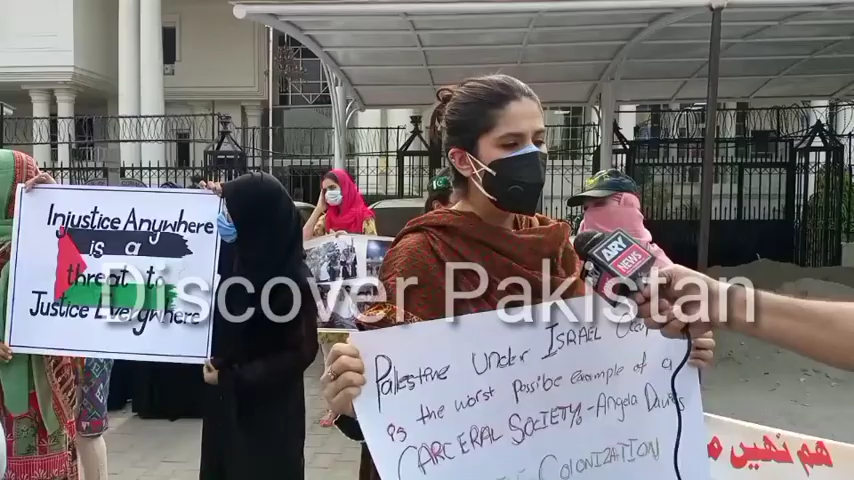 Injustice Anywhere
is a
threat to
Justice Everywhere
Discover Pakistan
ARY
NEWS
Palestine Under ISRAEL
is the worst possible example of a
CARCERAL SOCIETY - Angela Davis
COLONIZATION
ہم نہیں